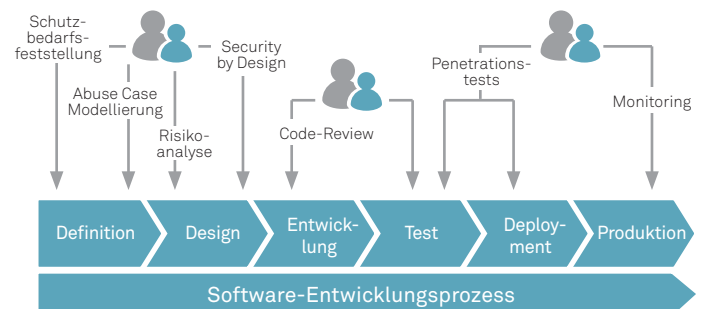 Schutz-
bedarfs-
feststellung
Abuse Case
Modellierung
Risiko-
analyse
Security
by Design
Code-Review
Penetrations-
tests
Monitoring
Definition
Design
Entwick-
lung
Test
Deploy-
ment
Produktion
Software-Entwicklungsprozess